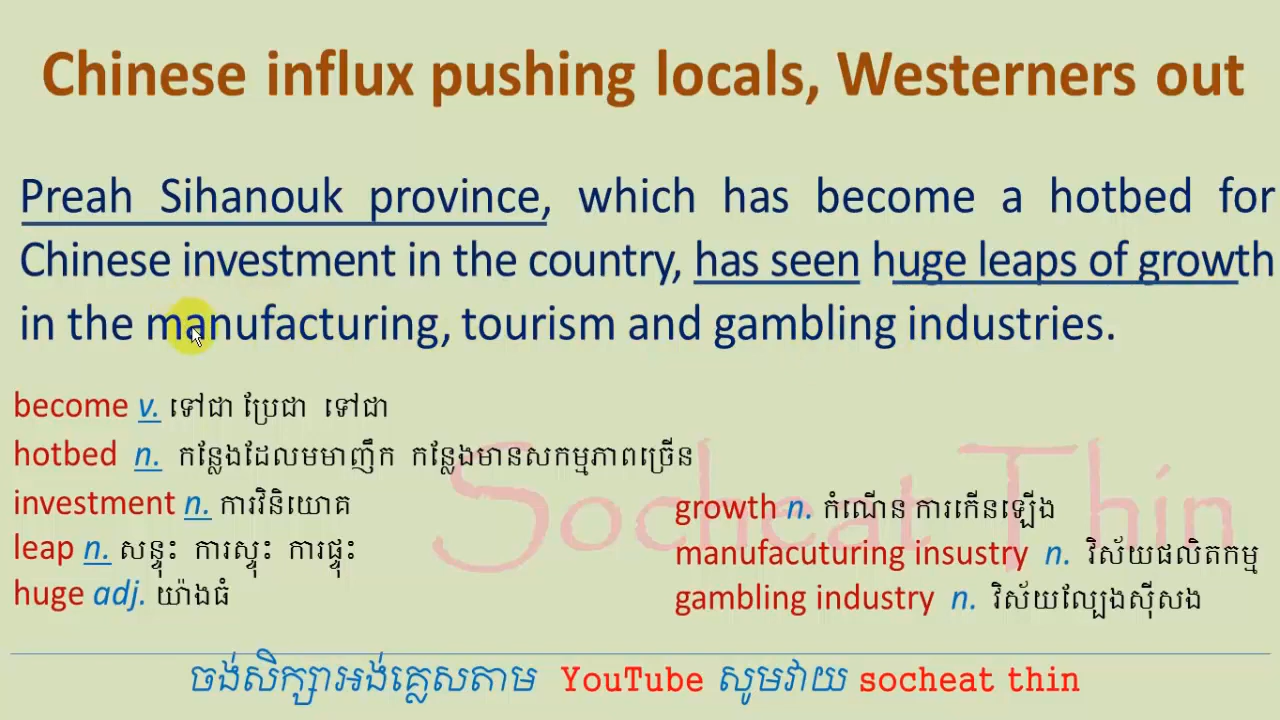 Chinese influx pushing locals, Westerners out
Preah Sihanouk province, which has become a hotbed for
Chinese investment in the country, has seen huge leaps of growth
in the manufacturing, tourism and gambling industries.
become v. ទៅជា ប្រែជា ទៅជា
hotbed n. កន្លែងដែលមមាញឹក កន្លែងមានសកម្មភាពច្រើន
investment n. ការវិនិយោគ
leap n. សន្ទុះ ការស្ទុះ ការផ្ទុះ
huge adj. យ៉ាងធំ
growth n. កំណើន ការកើនឡើង
manufacuturing insustry n. វិស័យផលិតកម្ម
gambling industry n. វិស័យល្បែងស៊ីសង
Socheat Thin
ចង់សិក្សាអង់គ្លេសតាម YouTube សូមវាយ socheat thin